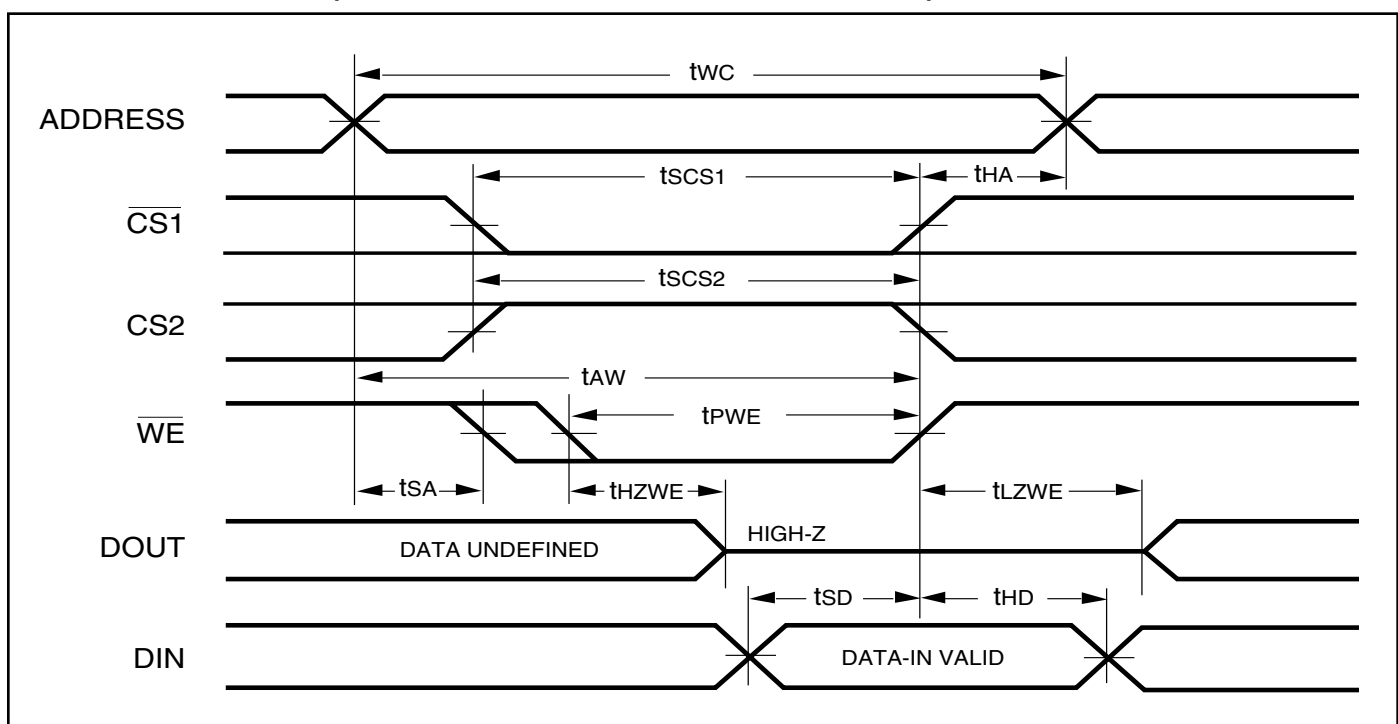 tWC
ADDRESS
tSCS1
tHA
CS1
tSCS2
CS2
tAW
tPWE
WE
tSA
tHZWE
tLZWE
DOUT
DATA UNDEFINED
HIGH-Z
tSD
tHD
DIN
DATA-IN VALID